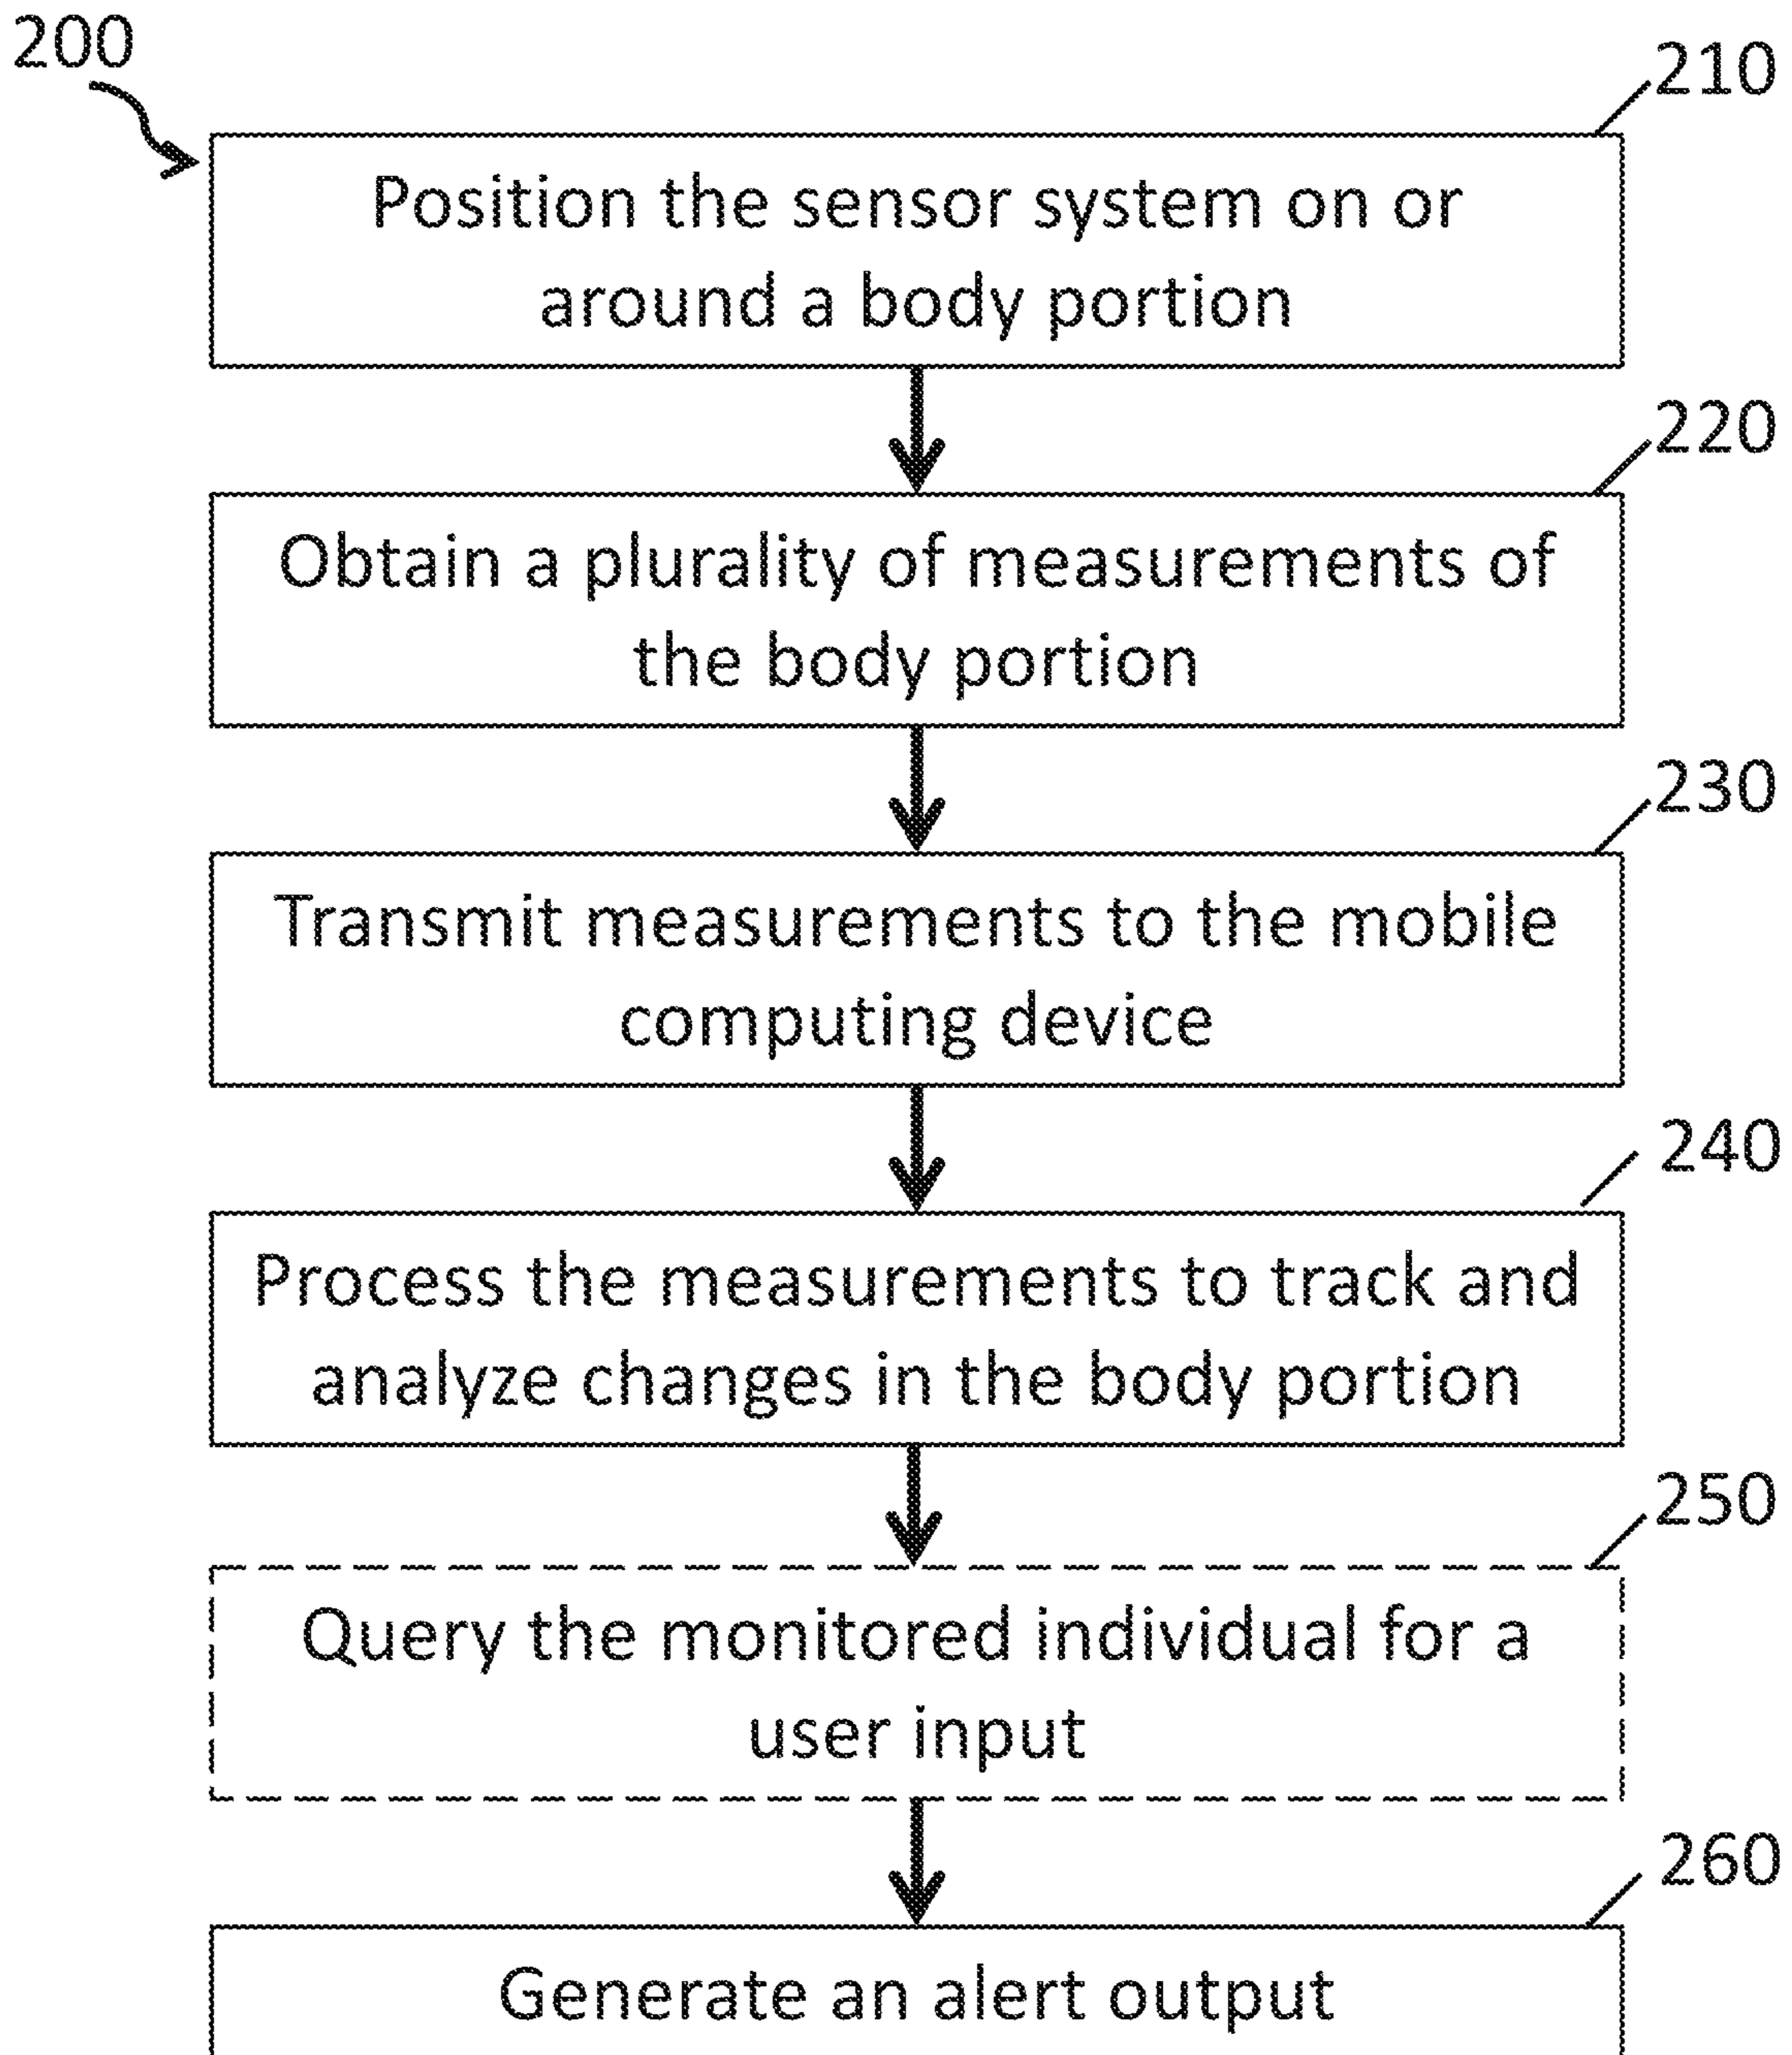 200
210
Position the sensor system on or
around a body portion
220
Obtain a plurality of measurements of
the body portion
230
Transmit measurements to the mobile
computing device
240
Process the measurements to track and
analyze changes in the body portion
250
Query the monitored individual for a
user input
260
Generate an alert output